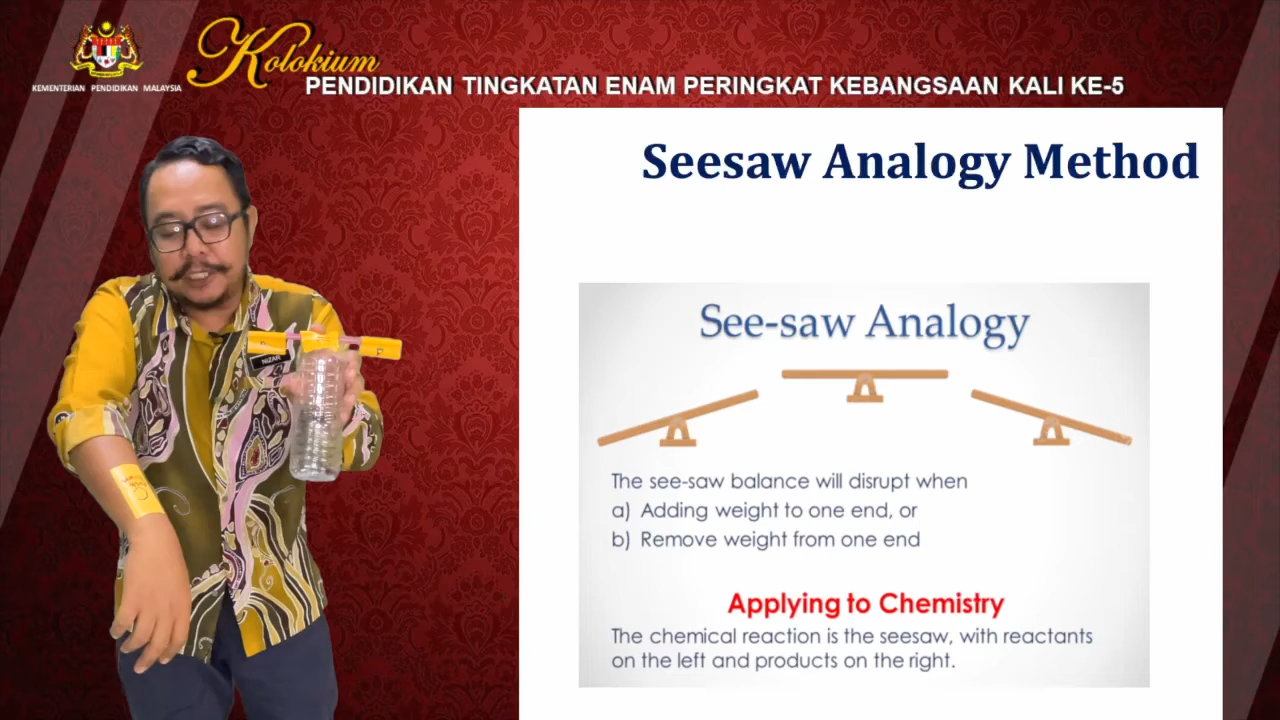 Kolokium
KEMENTERIAN PENDIDIKAN MALAYSIA
PENDIDIKAN TINGKATAN ENAM PERINGKAT KEBANGSAAN KALI KE-5
Seesaw Analogy Method
See-saw Analogy
The see-saw balance will disrupt when
a) Adding weight to one end, or
b) Remove weight from one end
Applying to Chemistry
The chemical reaction is the seesaw, with reactants
on the left and products on the right.
NIZAR